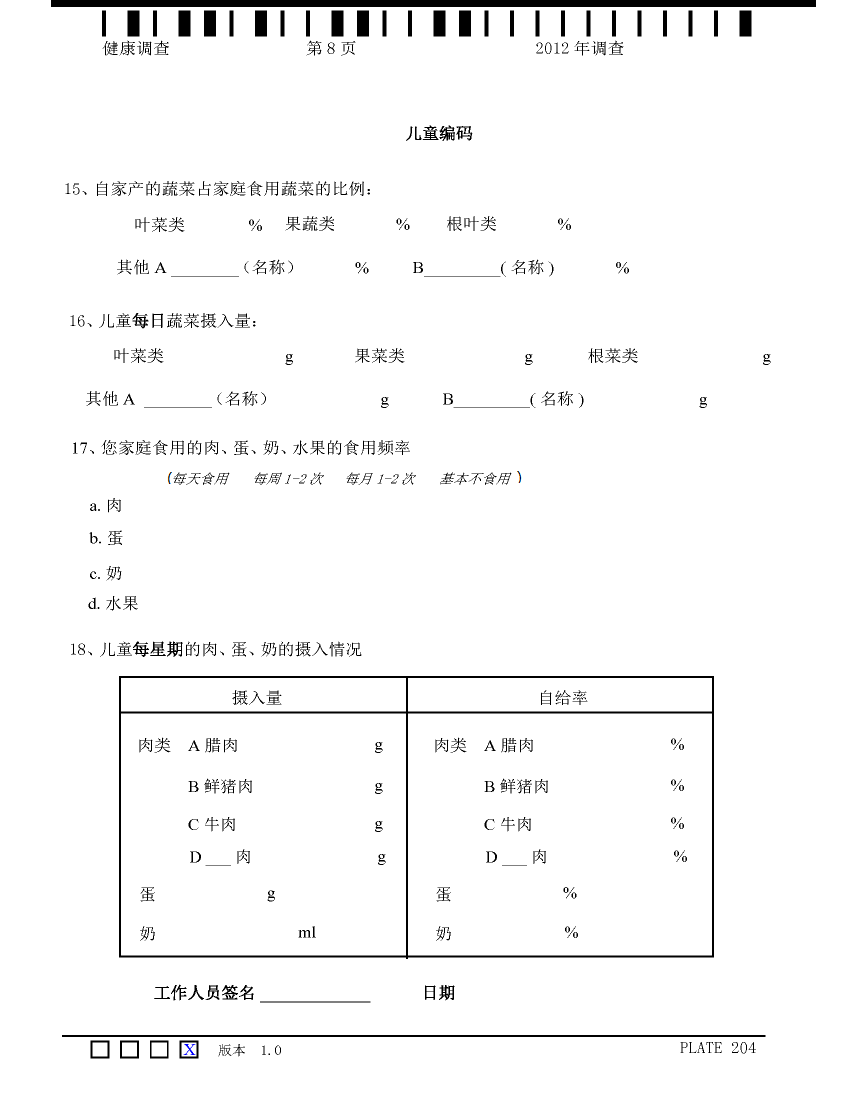 健康调查 第 8 页 2012 年调查
儿童编码
15、自家产的蔬菜占家庭食用蔬菜的比例:
叶菜类 % 果蔬类 % 根叶类 %
其他 A ________（名称） % B_________( 名称 ) %
16、儿童每日蔬菜摄入量:
叶菜类 g 果菜类 g 根菜类 g
其他 A ________（名称） g B_________( 名称 ) g
17、您家庭食用的肉、蛋、奶、水果的食用频率
(每天食用 每周 1-2 次 每月 1-2 次 基本不食用 )
a. 肉
b. 蛋
c. 奶
d. 水果
18、儿童每星期的肉、蛋、奶的摄入情况
摄入量 自给率
肉类 A 腊肉 g 肉类 A 腊肉 %
B 鲜猪肉 g B 鲜猪肉 %
C 牛肉 g C 牛肉 %
D ___ 肉 g D ___ 肉 %
蛋 g 蛋 %
奶 ml 奶 %
工作人员签名 _____________ 日期
X 版本 1.0 PLATE 204